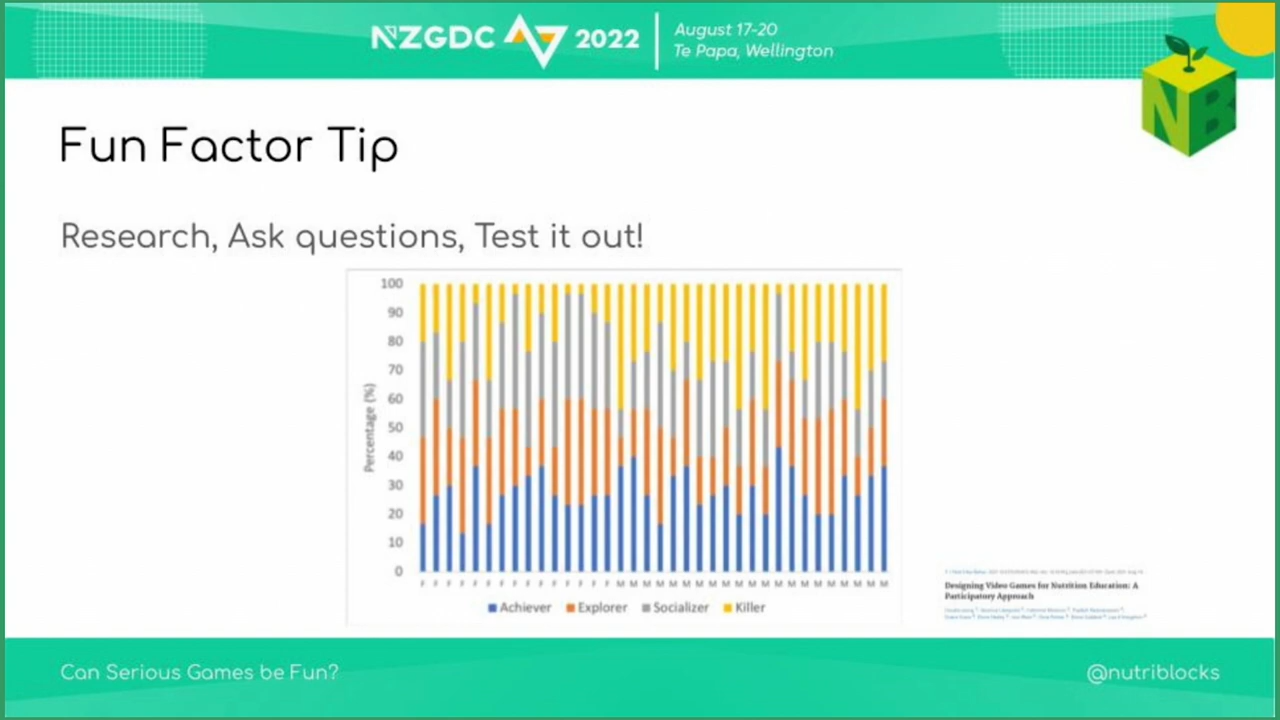 NZGDC 2022
August 17-20
Te Papa, Wellington
NB
Fun Factor Tip
Research, Ask questions, Test it out!
Percentage (%)
100
90
80
70
60
50
40
30
20
10
0
F F F F F F F F F F F F F F F M M M M M M M M M M M M M M M M M M M M M
Achiever Explorer Socializer Killer
Designing Video Games for Nutrition Education: A
Participatory Approach
Can Serious Games be Fun?
@nutriblocks